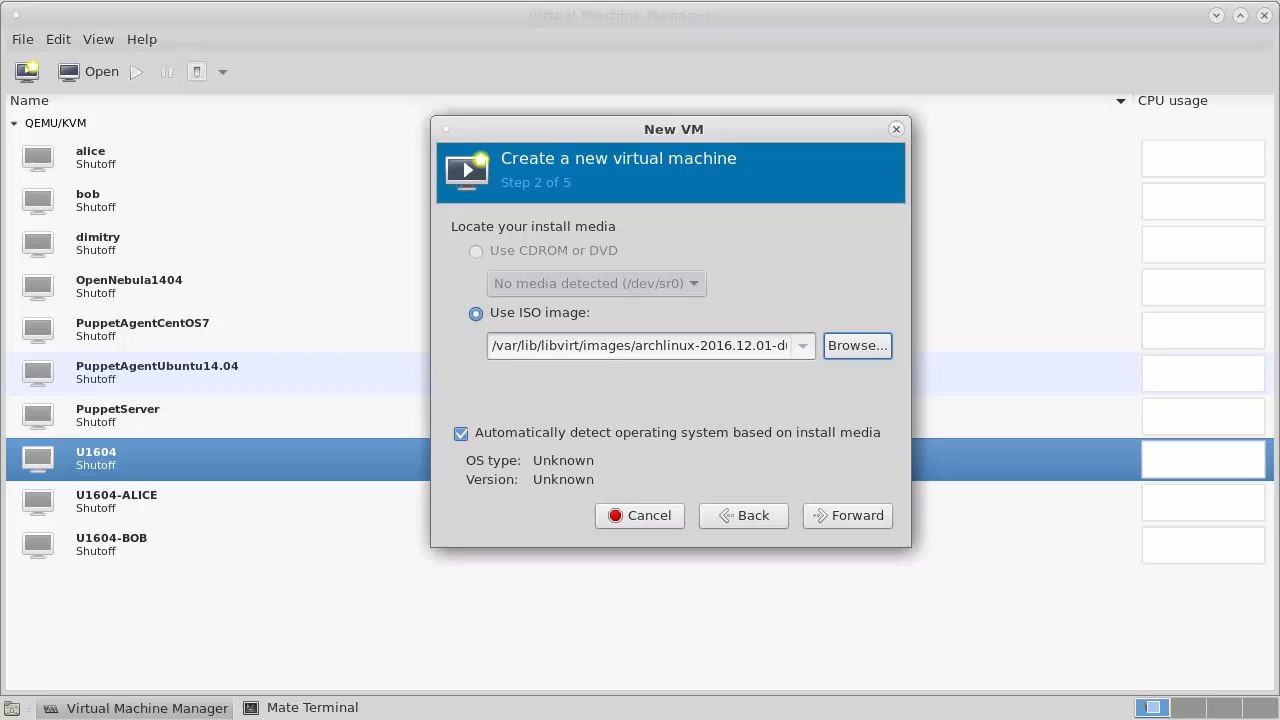 Virtual Machine Manager
File Edit View Help
Open
Name CPU usage
QEMU/KVM
alice
Shutoff
bob
Shutoff
dimitry
Shutoff
OpenNebula1404
Shutoff
PuppetAgentCentOS7
Shutoff
PuppetAgentUbuntu14.04
Shutoff
PuppetServer
Shutoff
U1604
Shutoff
U1604-ALICE
Shutoff
U1604-BOB
Shutoff
New VM
Create a new virtual machine
Step 2 of 5
Locate your install media
Use CDROM or DVD
No media detected (/dev/sr0)
Use ISO image:
/var/lib/libvirt/images/archlinux-2016.12.01-d Browse...
Automatically detect operating system based on install media
OS type: Unknown
Version: Unknown
Cancel Back Forward
Virtual Machine Manager Mate Terminal